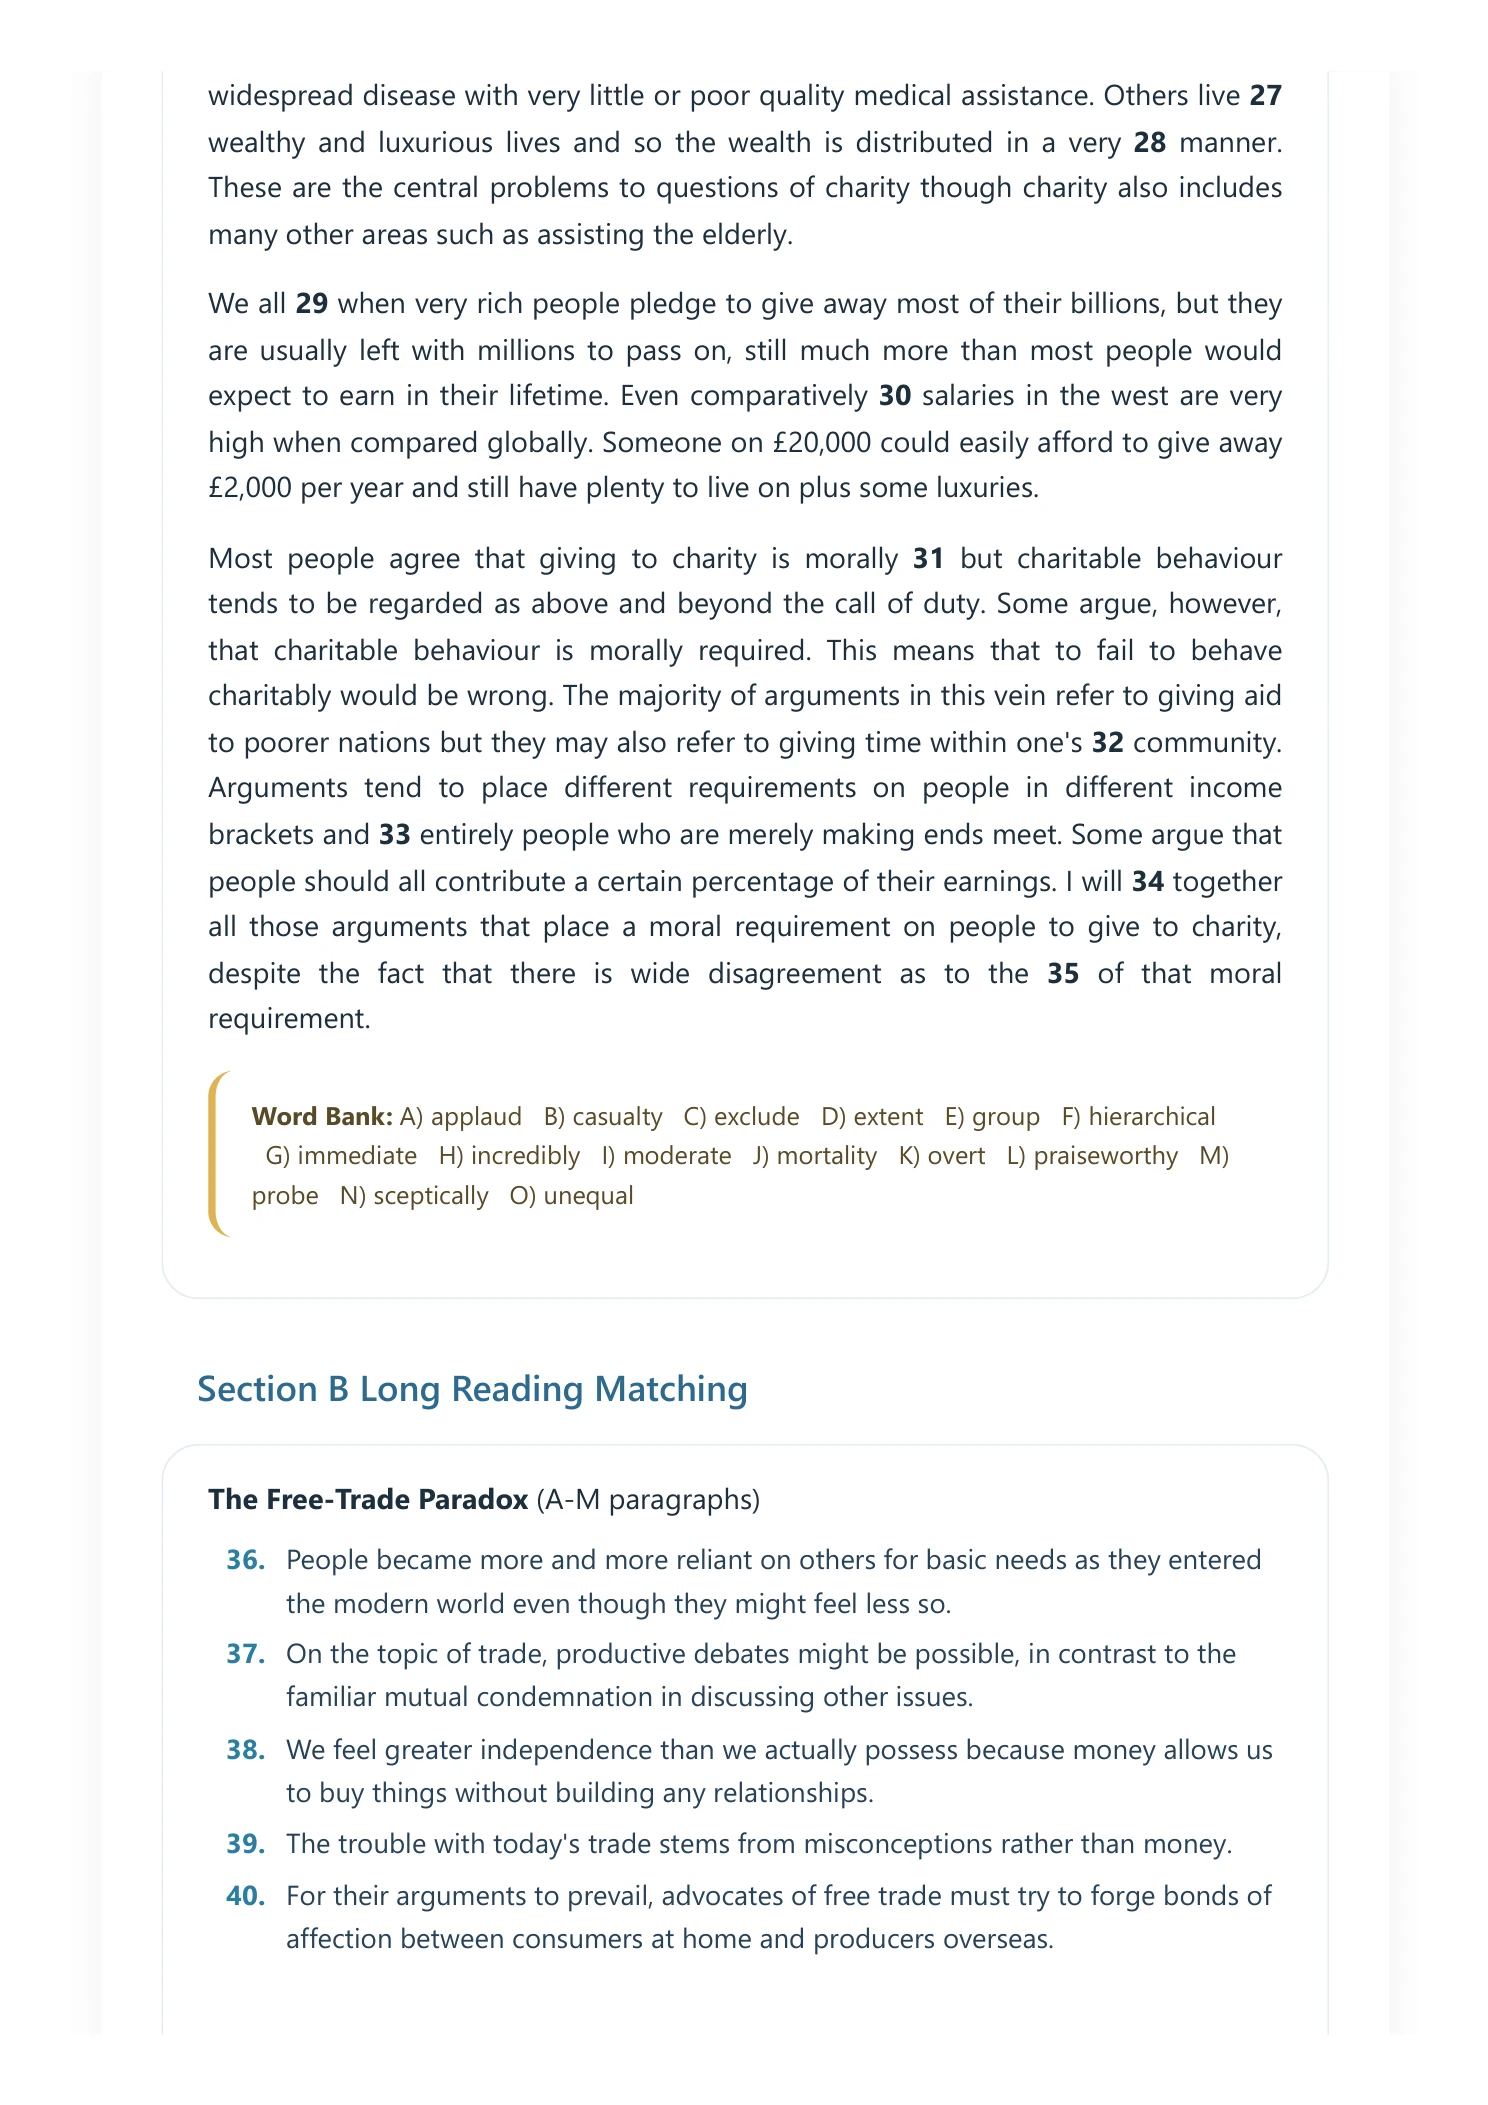 widespread disease with very little or poor quality medical assistance. Others live 27
wealthy and luxurious lives and so the wealth is distributed in a very 28 manner.
These are the central problems to questions of charity though charity also includes
many other areas such as assisting the elderly.
We all 29 when very rich people pledge to give away most of their billions, but they
are usually left with millions to pass on, still much more than most people would
expect to earn in their lifetime. Even comparatively 30 salaries in the west are very
high when compared globally. Someone on £20,000 could easily afford to give away
£2,000 per year and still have plenty to live on plus some luxuries.
Most people agree that giving to charity is morally 31 but charitable behaviour
tends to be regarded as above and beyond the call of duty. Some argue, however,
that charitable behaviour is morally required. This means that to fail to behave
charitably would be wrong. The majority of arguments in this vein refer to giving aid
to poorer nations but they may also refer to giving time within one's 32 community.
Arguments tend to place different requirements on people in different income
brackets and 33 entirely people who are merely making ends meet. Some argue that
people should all contribute a certain percentage of their earnings. I will 34 together
all those arguments that place a moral requirement on people to give to charity,
despite the fact that there is wide disagreement as to the 35 of that moral
requirement.
Word Bank: A) applaud B) casualty C) exclude D) extent E) group F) hierarchical
G) immediate H) incredibly I) moderate J) mortality K) overt L) praiseworthy M)
probe N) sceptically O) unequal
Section B Long Reading Matching
The Free-Trade Paradox (A-M paragraphs)
36. People became more and more reliant on others for basic needs as they entered
the modern world even though they might feel less so.
37. On the topic of trade, productive debates might be possible, in contrast to the
familiar mutual condemnation in discussing other issues.
38. We feel greater independence than we actually possess because money allows us
to buy things without building any relationships.
39. The trouble with today's trade stems from misconceptions rather than money.
40. For their arguments to prevail, advocates of free trade must try to forge bonds of
affection between consumers at home and producers overseas.